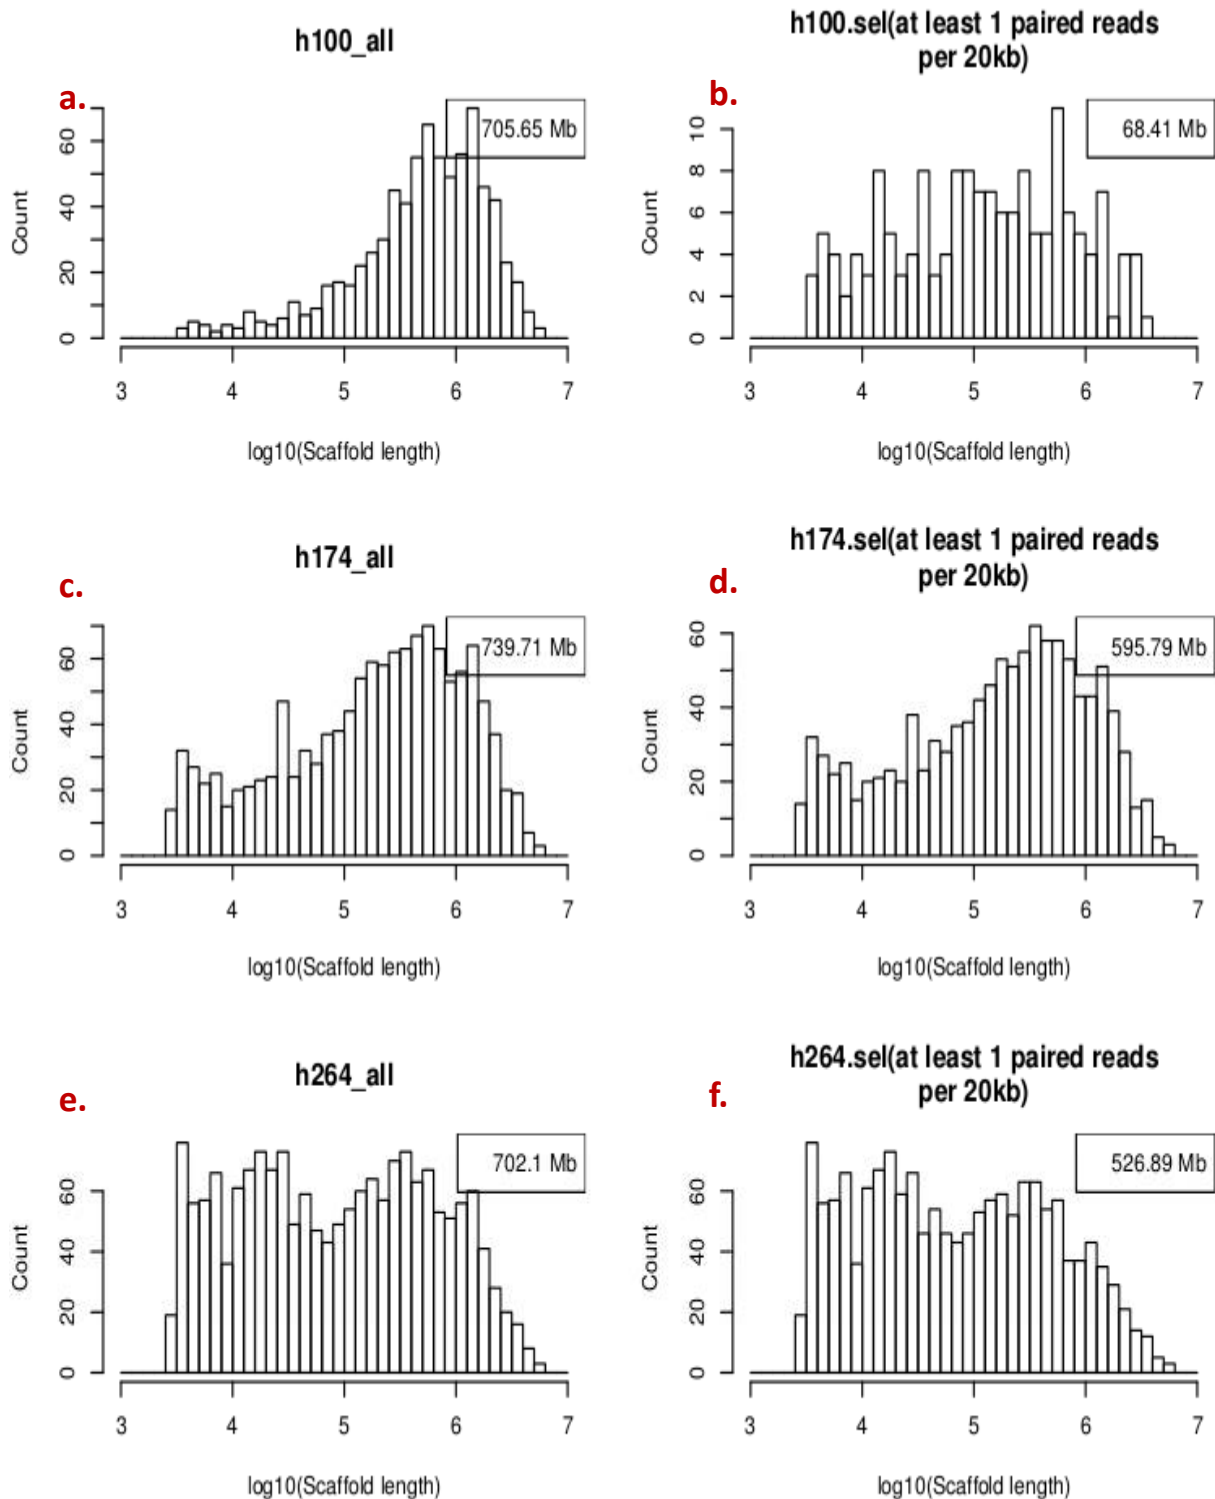 h100_all
a.
705.65 Mb
60
40
20
0
Count
3 4 5 6 7
log10(Scaffold length)
h100.sel(at least 1 paired reads
per 20kb)
b.
68.41 Mb
10
8
6
4
2
0
Count
3 4 5 6 7
log10(Scaffold length)
h174_all
c.
739.71 Mb
60
40
20
0
Count
3 4 5 6 7
log10(Scaffold length)
h174.sel(at least 1 paired reads
per 20kb)
d.
595.79 Mb
60
40
20
0
Count
3 4 5 6 7
log10(Scaffold length)
h264_all
e.
702.1 Mb
60
40
20
0
Count
3 4 5 6 7
log10(Scaffold length)
h264.sel(at least 1 paired reads
per 20kb)
f.
526.89 Mb
60
40
20
0
Count
3 4 5 6 7
log10(Scaffold length)